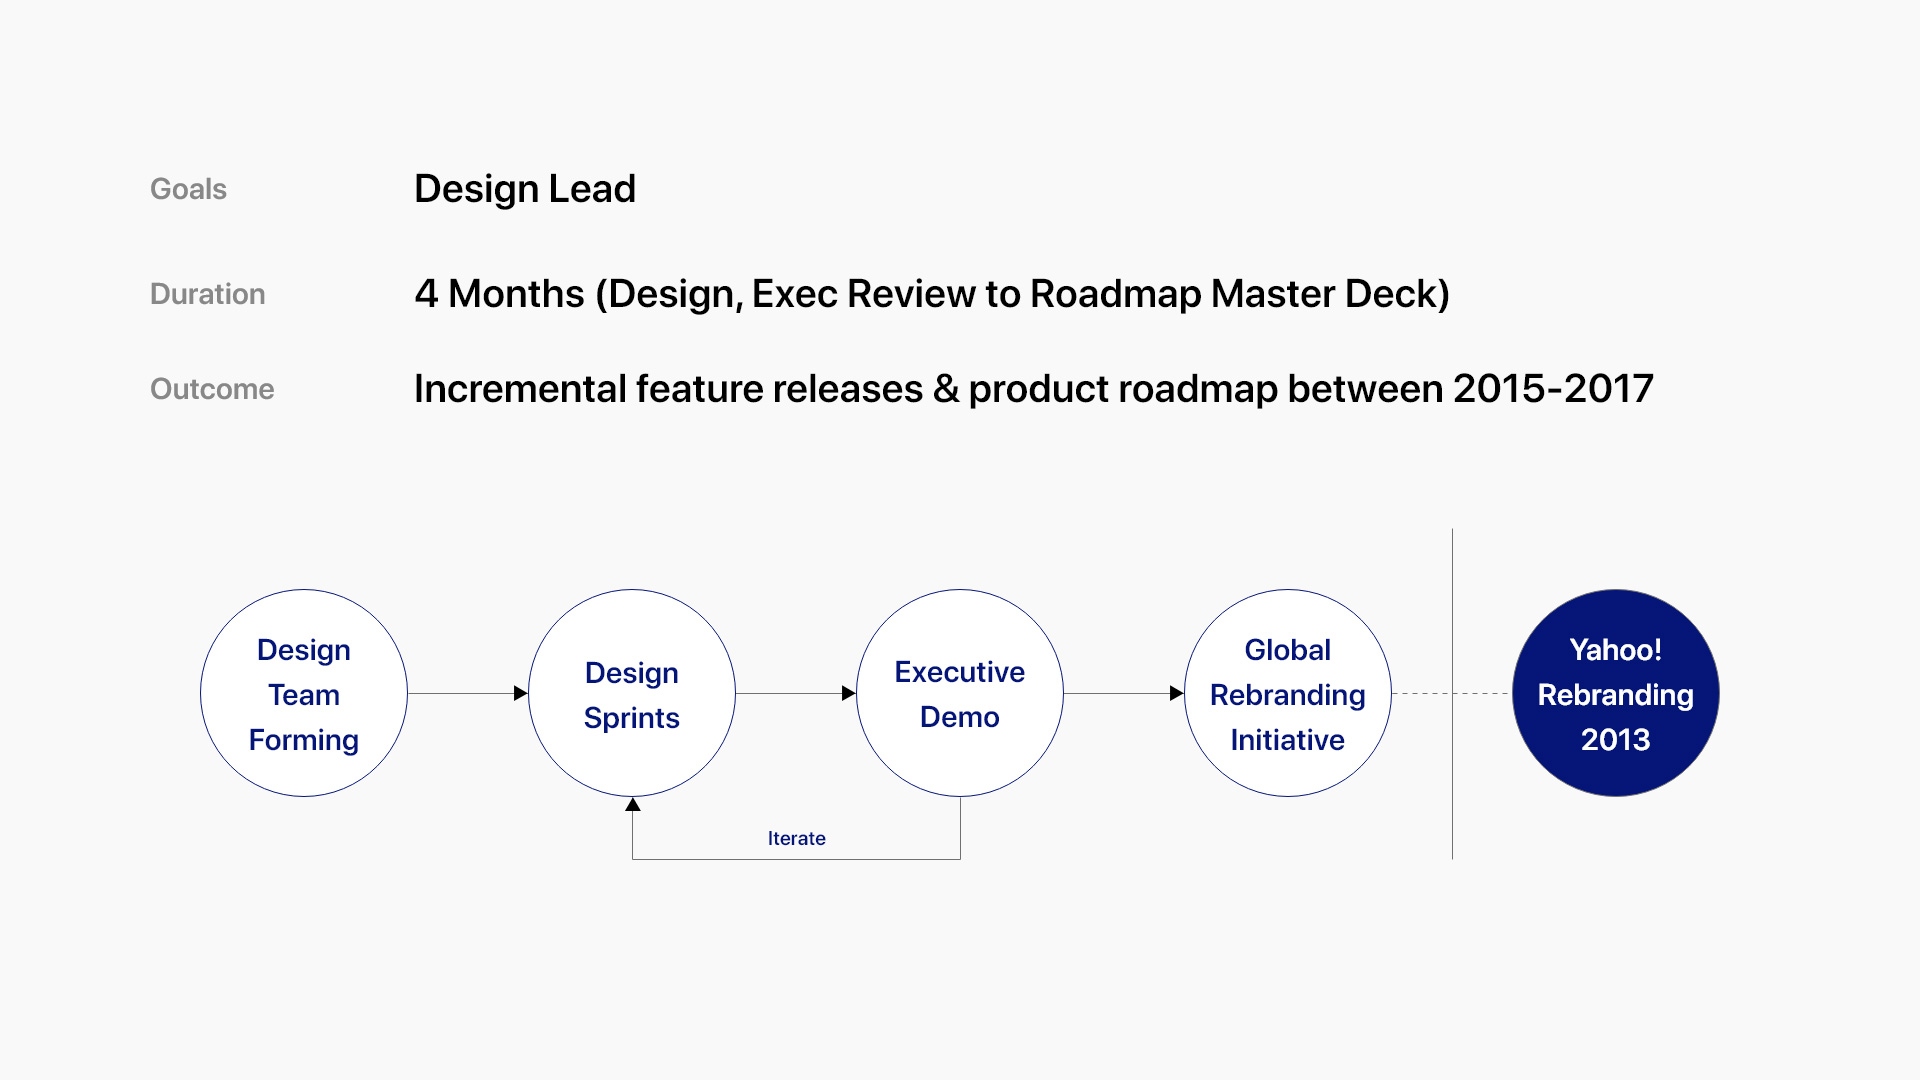 Goals
Design Lead
Duration
4 Months (Design, Exec Review to Roadmap Master Deck)
Outcome
Incremental feature releases & product roadmap between 2015-2017
Design
Team
Forming
Design
Sprints
Executive
Demo
Global
Rebranding
Initiative
Yahoo!
Rebranding
2013
Iterate